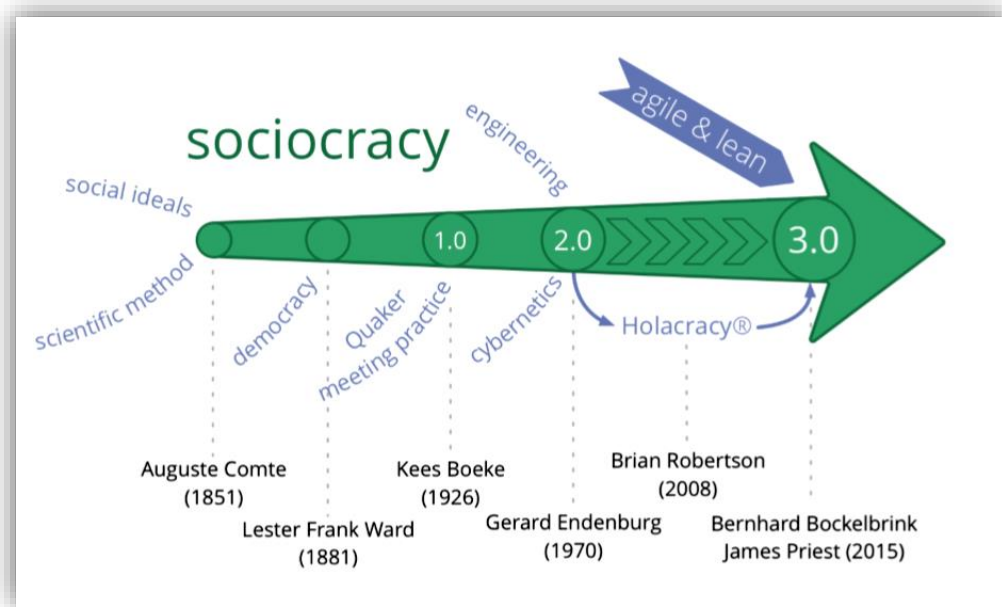 sociocracy
engineering
agile & lean
social ideals
1.0
2.0
3.0
scientific method
democracy
Quaker
meeting practice
cybernetics
Holacracy®
Auguste Comte
(1851)
Lester Frank Ward
(1881)
Kees Boeke
(1926)
Gerard Endenburg
(1970)
Brian Robertson
(2008)
Bernhard Bockelbrink
James Priest (2015)